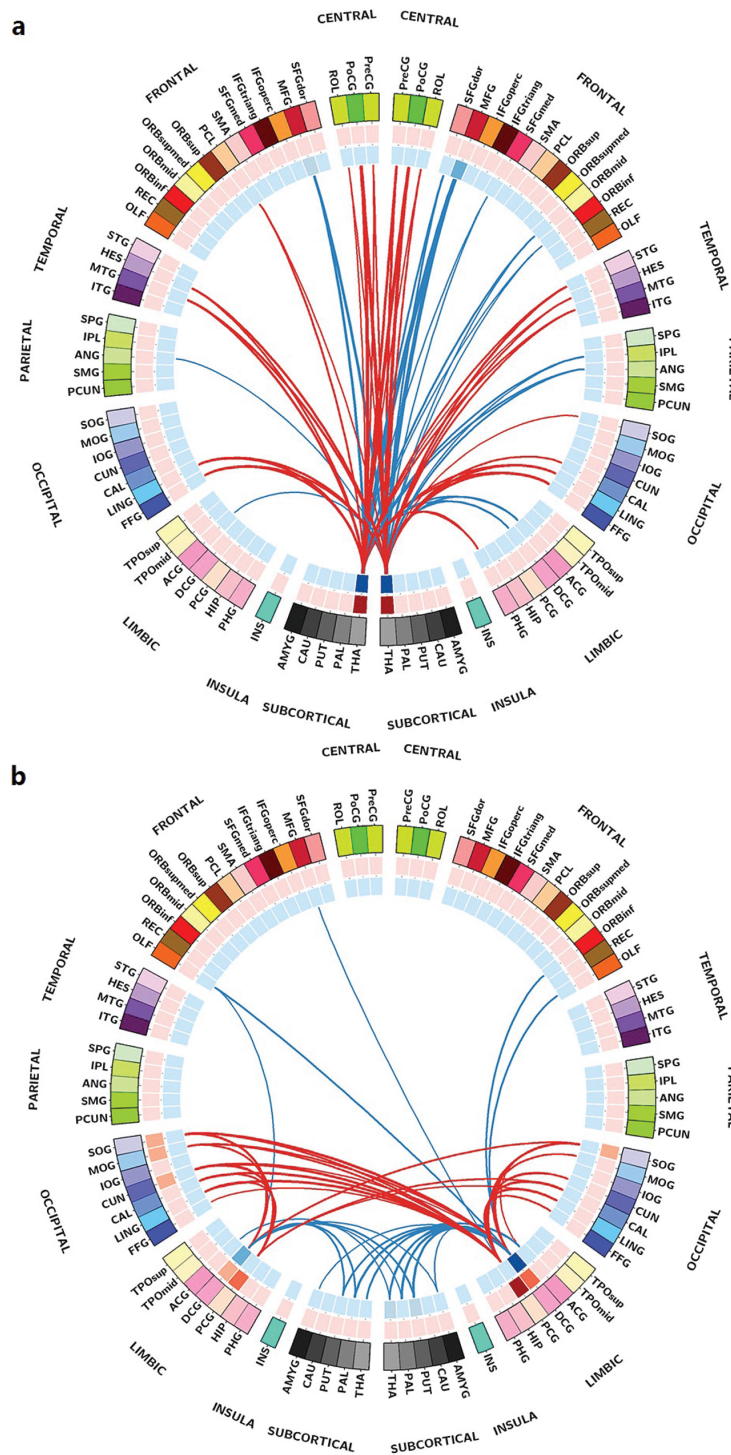 a
CENTRAL CENTRAL
FRONTAL
FRONTAL
TEMPORAL
TEMPORAL
PARIETAL
OCCIPITAL
OCCIPITAL
LIMBIC
LIMBIC
INSULA
INSULA
SUBCORTICAL
SUBCORTICAL
ROL
PoCG
PreCG
PreCG
PoCG
ROL
SFGdor
MFG
IFGoperc
IFGtriang
SFGmed
SMA
PCL
ORBsup
ORBsupmed
ORBmid
ORBinf
REC
OLF
STG
HES
MTG
ITG
SPG
IPL
ANG
SMG
PCUN
SOG
MOG
IOG
CUN
CAL
LING
FFG
TPOsup
TPOmid
ACG
DCG
PCG
HIP
PHG
INS
AMYG
CAU
PUT
PAL
THA
THA
PAL
PUT
CAU
AMYG
INS
PHG
HIP
PCG
DCG
ACG
TPOmid
TPOsup
FFG
LING
CAL
CUN
IOG
MOG
SOG
PCUN
SMG
ANG
IPL
SPG
ITG
MTG
HES
STG
OLF
REC
ORBinf
ORBmid
ORBsupmed
ORBsup
PCL
SMA
SFGmed
IFGtriang
IFGoperc
MFG
SFGdor
b
CENTRAL CENTRAL
FRONTAL
FRONTAL
TEMPORAL
TEMPORAL
PARIETAL
OCCIPITAL
OCCIPITAL
LIMBIC
LIMBIC
INSULA
INSULA
SUBCORTICAL
SUBCORTICAL
ROL
PoCG
PreCG
PreCG
PoCG
ROL
SFGdor
MFG
IFGoperc
IFGtriang
SFGmed
SMA
PCL
ORBsup
ORBsupmed
ORBmid
ORBinf
REC
OLF
STG
HES
MTG
ITG
SPG
IPL
ANG
SMG
PCUN
SOG
MOG
IOG
CUN
CAL
LING
FFG
TPOsup
TPOmid
ACG
DCG
PCG
HIP
PHG
INS
AMYG
CAU
PUT
PAL
THA
THA
PAL
PUT
CAU
AMYG
INS
PHG
HIP
PCG
DCG
ACG
TPOmid
TPOsup
FFG
LING
CAL
CUN
IOG
MOG
SOG
PCUN
SMG
ANG
IPL
SPG
ITG
MTG
HES
STG
OLF
REC
ORBinf
ORBmid
ORBsupmed
ORBsup
PCL
SMA
SFGmed
IFGtriang
IFGoperc
MFG
SFGdor